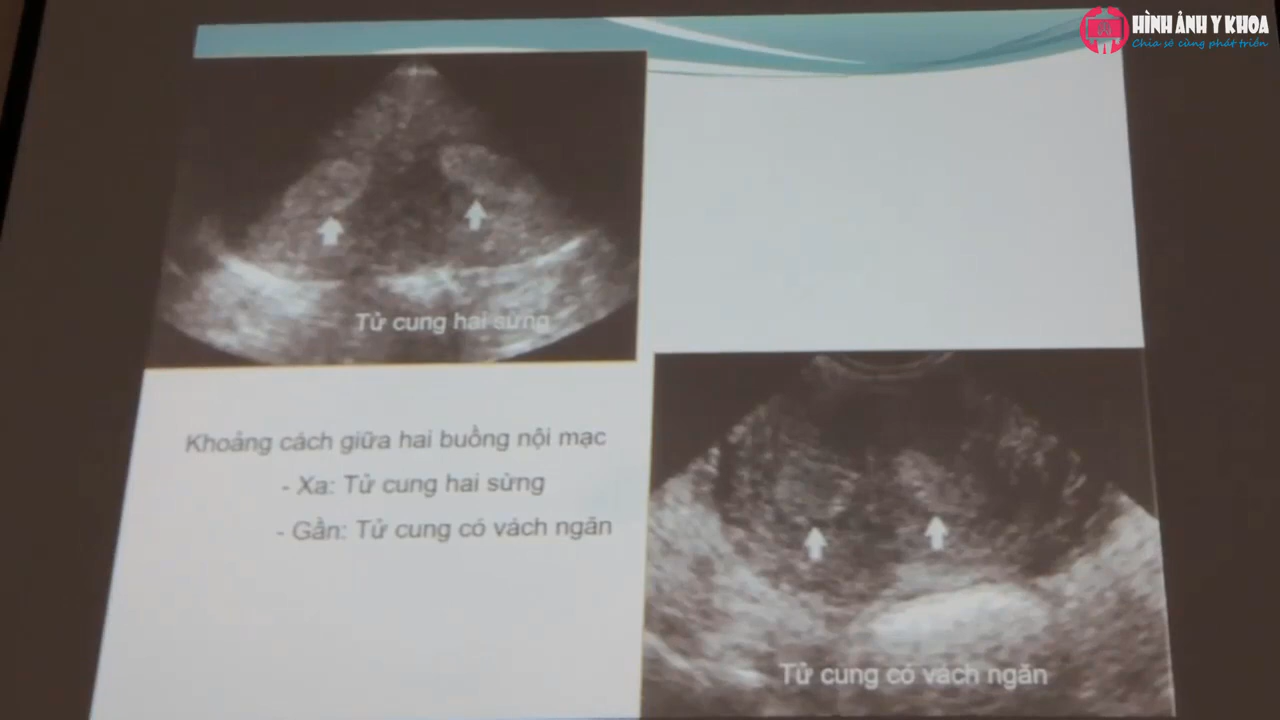 HÌNH ẢNH Y KHOA
Chia sẻ cùng phát triển
Tử cung hai sừng
Khoảng cách giữa hai buồng nội mạc
- Xa: Tử cung hai sừng
- Gần: Tử cung có vách ngăn
Tử cung có vách ngăn